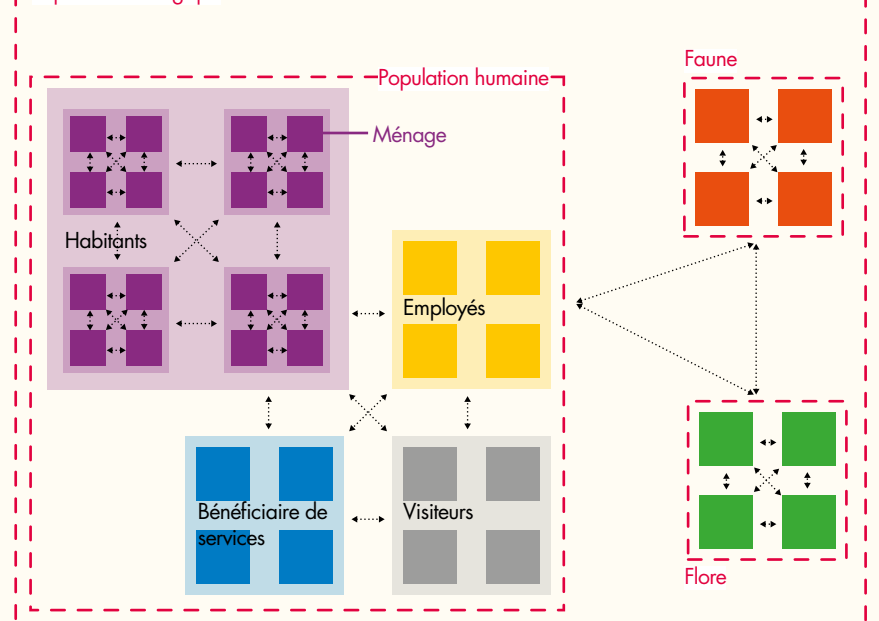 Population humaine
Faune
Ménage
Habitants
Employés
Bénéficiaire de
services
Visiteurs
Flore